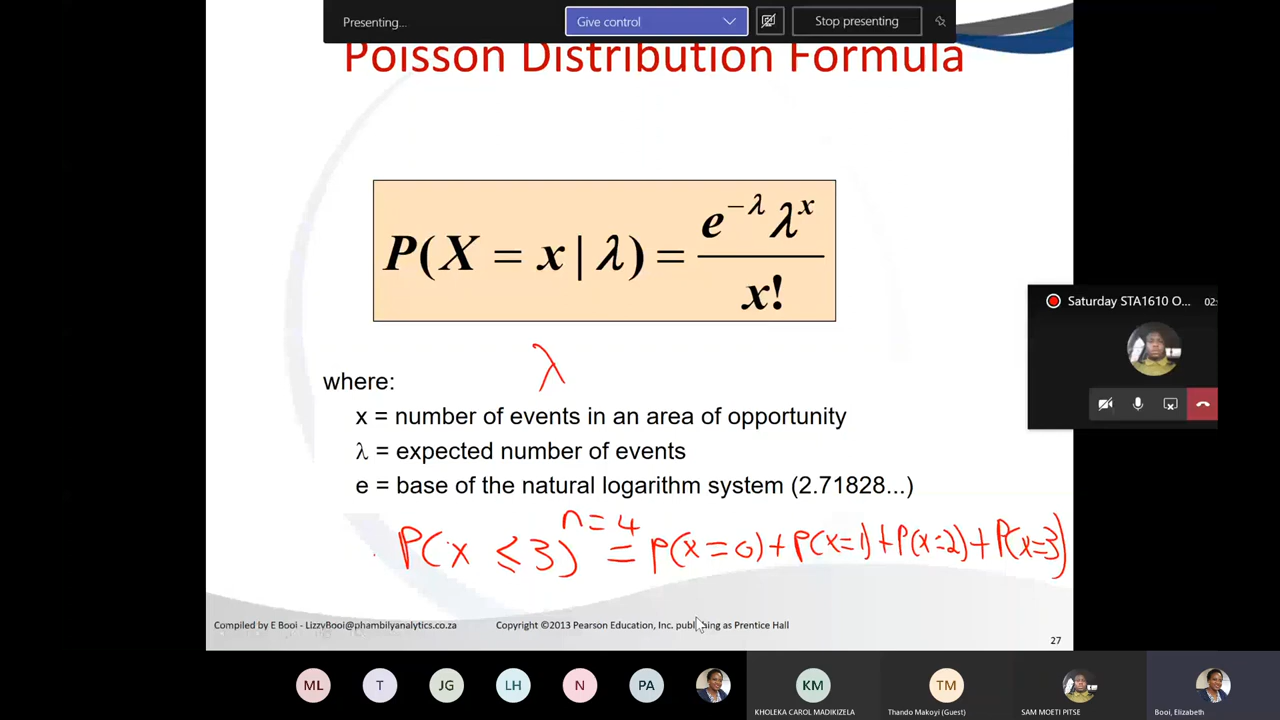 Presenting...
Give control
Stop presenting
Poisson Distribution Formula
P(X = x | λ) = e^{-λ} λ^x / x!
Saturday STA1610 O... 02:
λ
where:
x = number of events in an area of opportunity
λ = expected number of events
e = base of the natural logarithm system (2.71828...)
n = 4
P(x ≤ 3) = P(x = 0) + P(x=1) + P(x=2) + P(x=3)
Compiled by E Booi - LizzyBooi@phambilyanalytics.co.za
Copyright ©2013 Pearson Education, Inc. publishing as Prentice Hall
27
ML T JG LH N PA KM TM
KHOLEKA CAROL MADIKIZELA
Thando Makoyi (Guest)
SAM MOETI PITSE
Booi, Elizabeth